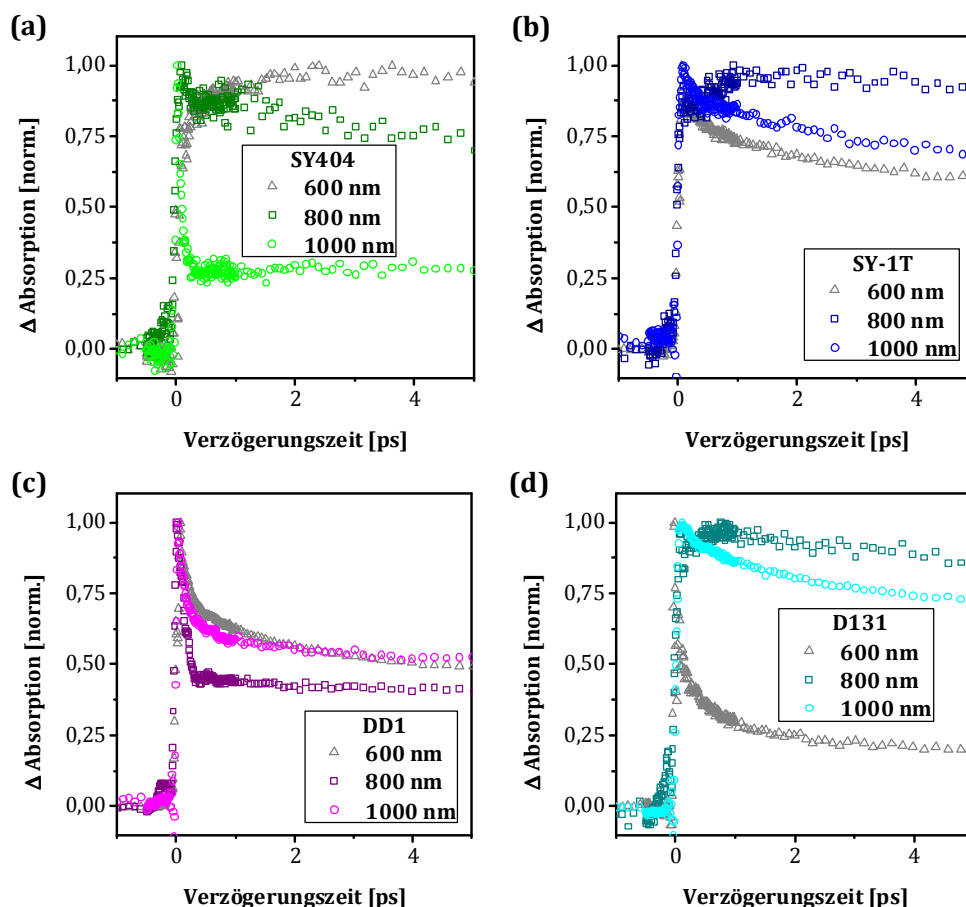 (a)
1,00
0,75
0,50
0,25
0,00
Δ Absorption [norm.]
SY404
600 nm
800 nm
1000 nm
0
2
4
Verzögerungszeit [ps]
(b)
1,00
0,75
0,50
0,25
0,00
Δ Absorption [norm.]
SY-1T
600 nm
800 nm
1000 nm
0
2
4
Verzögerungszeit [ps]
(c)
1,00
0,75
0,50
0,25
0,00
Δ Absorption [norm.]
DD1
600 nm
800 nm
1000 nm
0
2
4
Verzögerungszeit [ps]
(d)
1,00
0,75
0,50
0,25
0,00
Δ Absorption [norm.]
D131
600 nm
800 nm
1000 nm
0
2
4
Verzögerungszeit [ps]